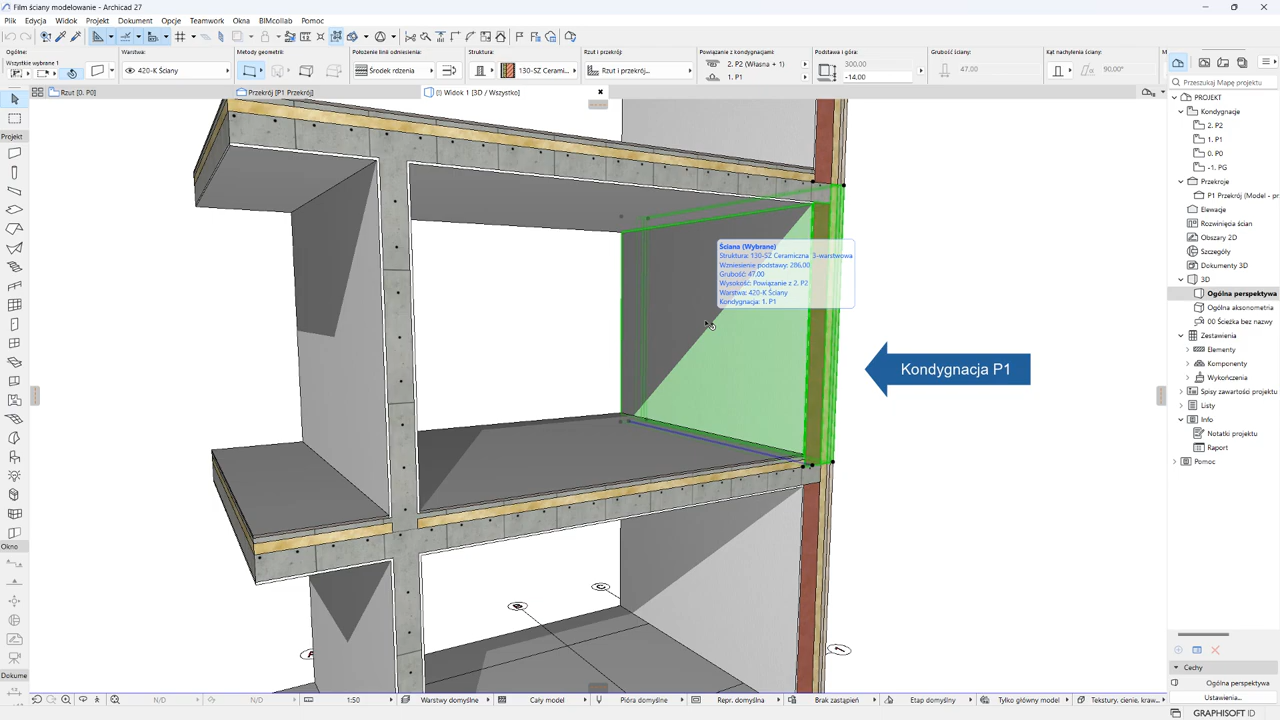 Film ściany modelowanie - Archicad 27
Plik Edycja Widok Projekt Dokument Opcje Teamwork Okna BIMcollab Pomoc
Ogólne: Warstwa: Metody geometrii: Położenie linii odniesienia: Struktura: Rzut i przekrój: Powiązanie z kondygnacjami: Podstawa i góra: Grubość ściany: Kąt nachylenia ściany: M
Wszystkie wybrane: 1
420-K Ściany Środek rdzenia 130-SZ Cerami... Rzut i przekrój... 2. P2 (Własna + 1) 300.00 47.00 90.00°
1. P1 -14.00
Rzut [0. P0] Przekrój [P1 Przekrój] (!) Widok 1 [3D / Wszystko]
Projekt
Okno
Dokume
Ściana (Wybrane)
Struktura: 130-SZ Ceramiczna 3-warstwowa
Wzniesienie podstawy: 286,00
Grubość: 47,00
Wysokość: Powiązanie z 2. P2
Warstwa: 420-K Ściany
Kondygnacja: 1. P1
Kondygnacja P1
C
B
1
Przeszukaj Mapę projektu
PROJEKT
Kondygnacje
2. P2
1. P1
0. P0
-1. PG
Przekroje
P1 Przekrój (Model - pr
Elewacje
Rozwinięcia ścian
Obszary 2D
Szczegóły
Dokumenty 3D
3D
Ogólna perspektywa
Ogólna aksonometria
00 Ścieżka bez nazwy
Zestawienia
Elementy
Komponenty
Wykończenia
Spisy zawartości projektu
Listy
Info
Notatki projektu
Raport
Pomoc
Cechy
Ogólna perspektywa
Ustawienia...
N/D N/D 1:50 Warstwy domyślne Cały model Pióra domyślne Repr. domyślna Brak zastąpień Etap domyślny Tylko główny model Tekstury, cienie, kraw...
GRAPHISOFT ID